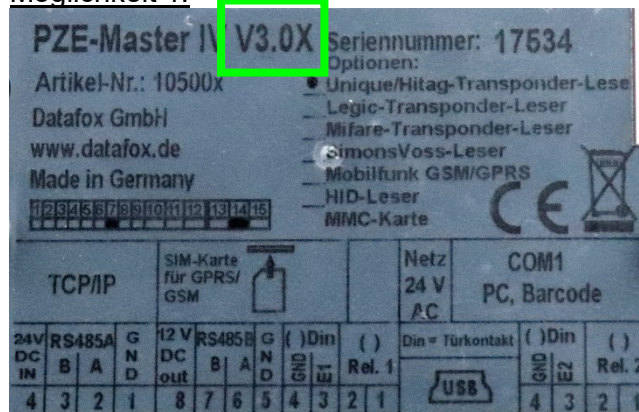 Möglichkeit 1:
PZE-Master IV V3.0X Seriennummer: 17534
Optionen:
Artikel-Nr.: 10500x
Unique/Hitag-Transponder-Lese
Legic-Transponder-Leser
Datafox GmbH
Mifare-Transponder-Leser
www.datafox.de
SimonsVoss-Leser
Made in Germany
Mobilfunk GSM/GPRS
HID-Leser
1 2 3 4 5 6 7 8 9 10 11 12 13 14 15
MMC-Karte
CE
TCP/IP
SIM-Karte
für GPRS/
GSM
Netz
24 V
AC
COM1
PC, Barcode
24V DC IN
RS485A B A
GND
12 V DC out
RS485B B A
GND
( )Din GND E1
( ) Rel. 1
Din = Türkontakt
USB
( )Din GND E2
( ) Rel. 2
4 3 2 1 8 7 6 5 4 3 2 1 4 3 2 1